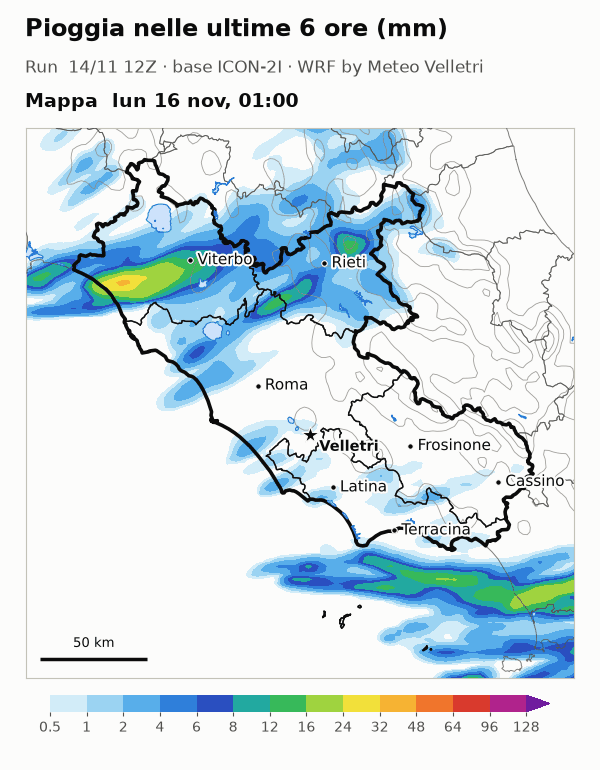 Pioggia nelle ultime 6 ore (mm)
Run  14/11 12Z · base ICON-2I · WRF by Meteo Velletri
Mappa  lun 16 nov, 01:00
Viterbo
Rieti
Roma
Velletri
Frosinone
Cassino
Latina
Terracina
50 km
0.5 1 2 4 6 8 12 16 24 32 48 64 96 128